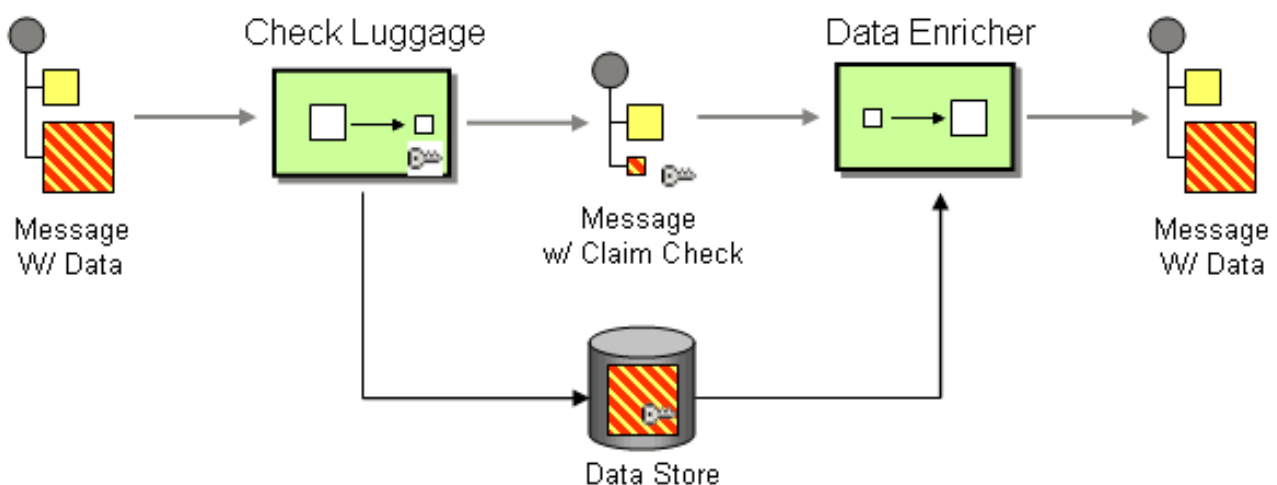 Check Luggage
Data Enricher
Message
W/ Data
Message
w/ Claim Check
Message
W/ Data
Data Store